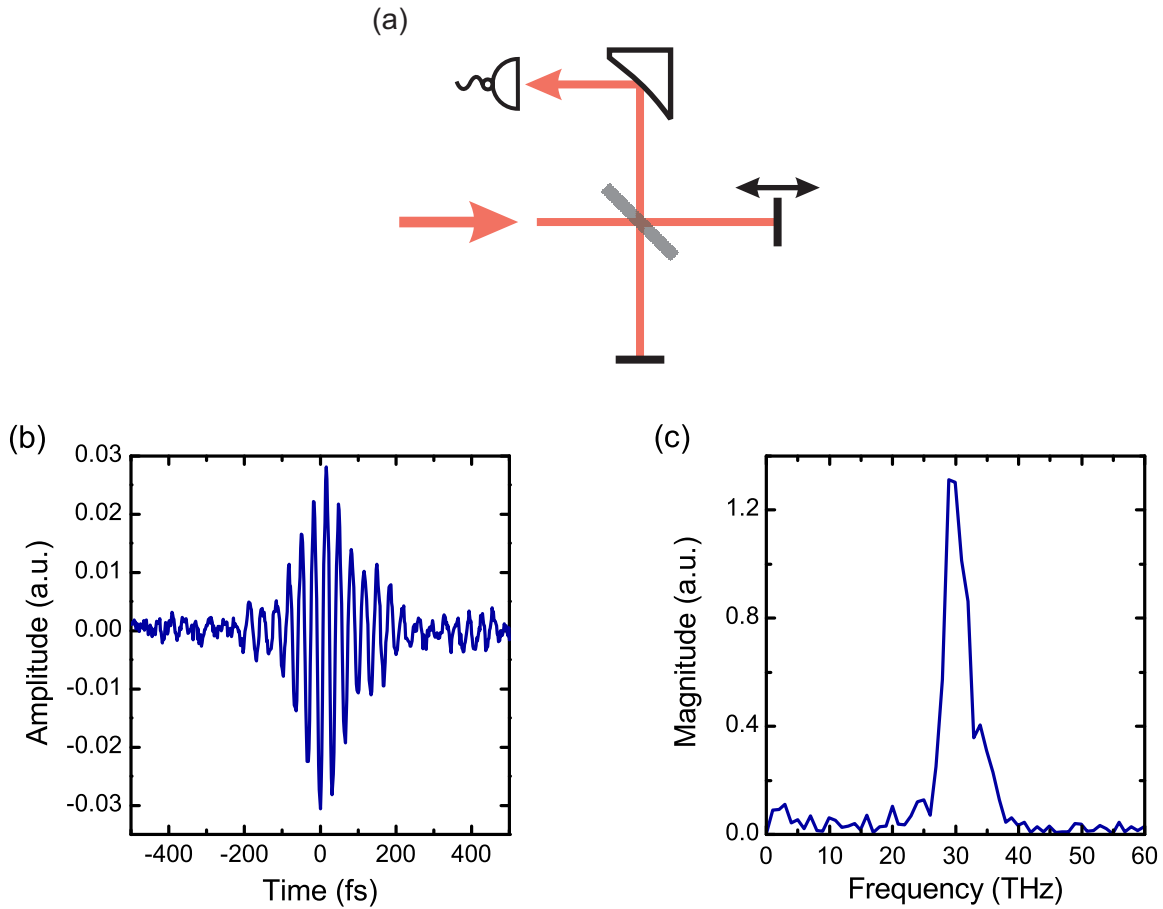 (a)
(b)
Amplitude (a.u.)
0.03
0.02
0.01
0.00
-0.01
-0.02
-0.03
-400 -200 0 200 400
Time (fs)
(c)
Magnitude (a.u.)
1.2
0.8
0.4
0.0
0 10 20 30 40 50 60
Frequency (THz)